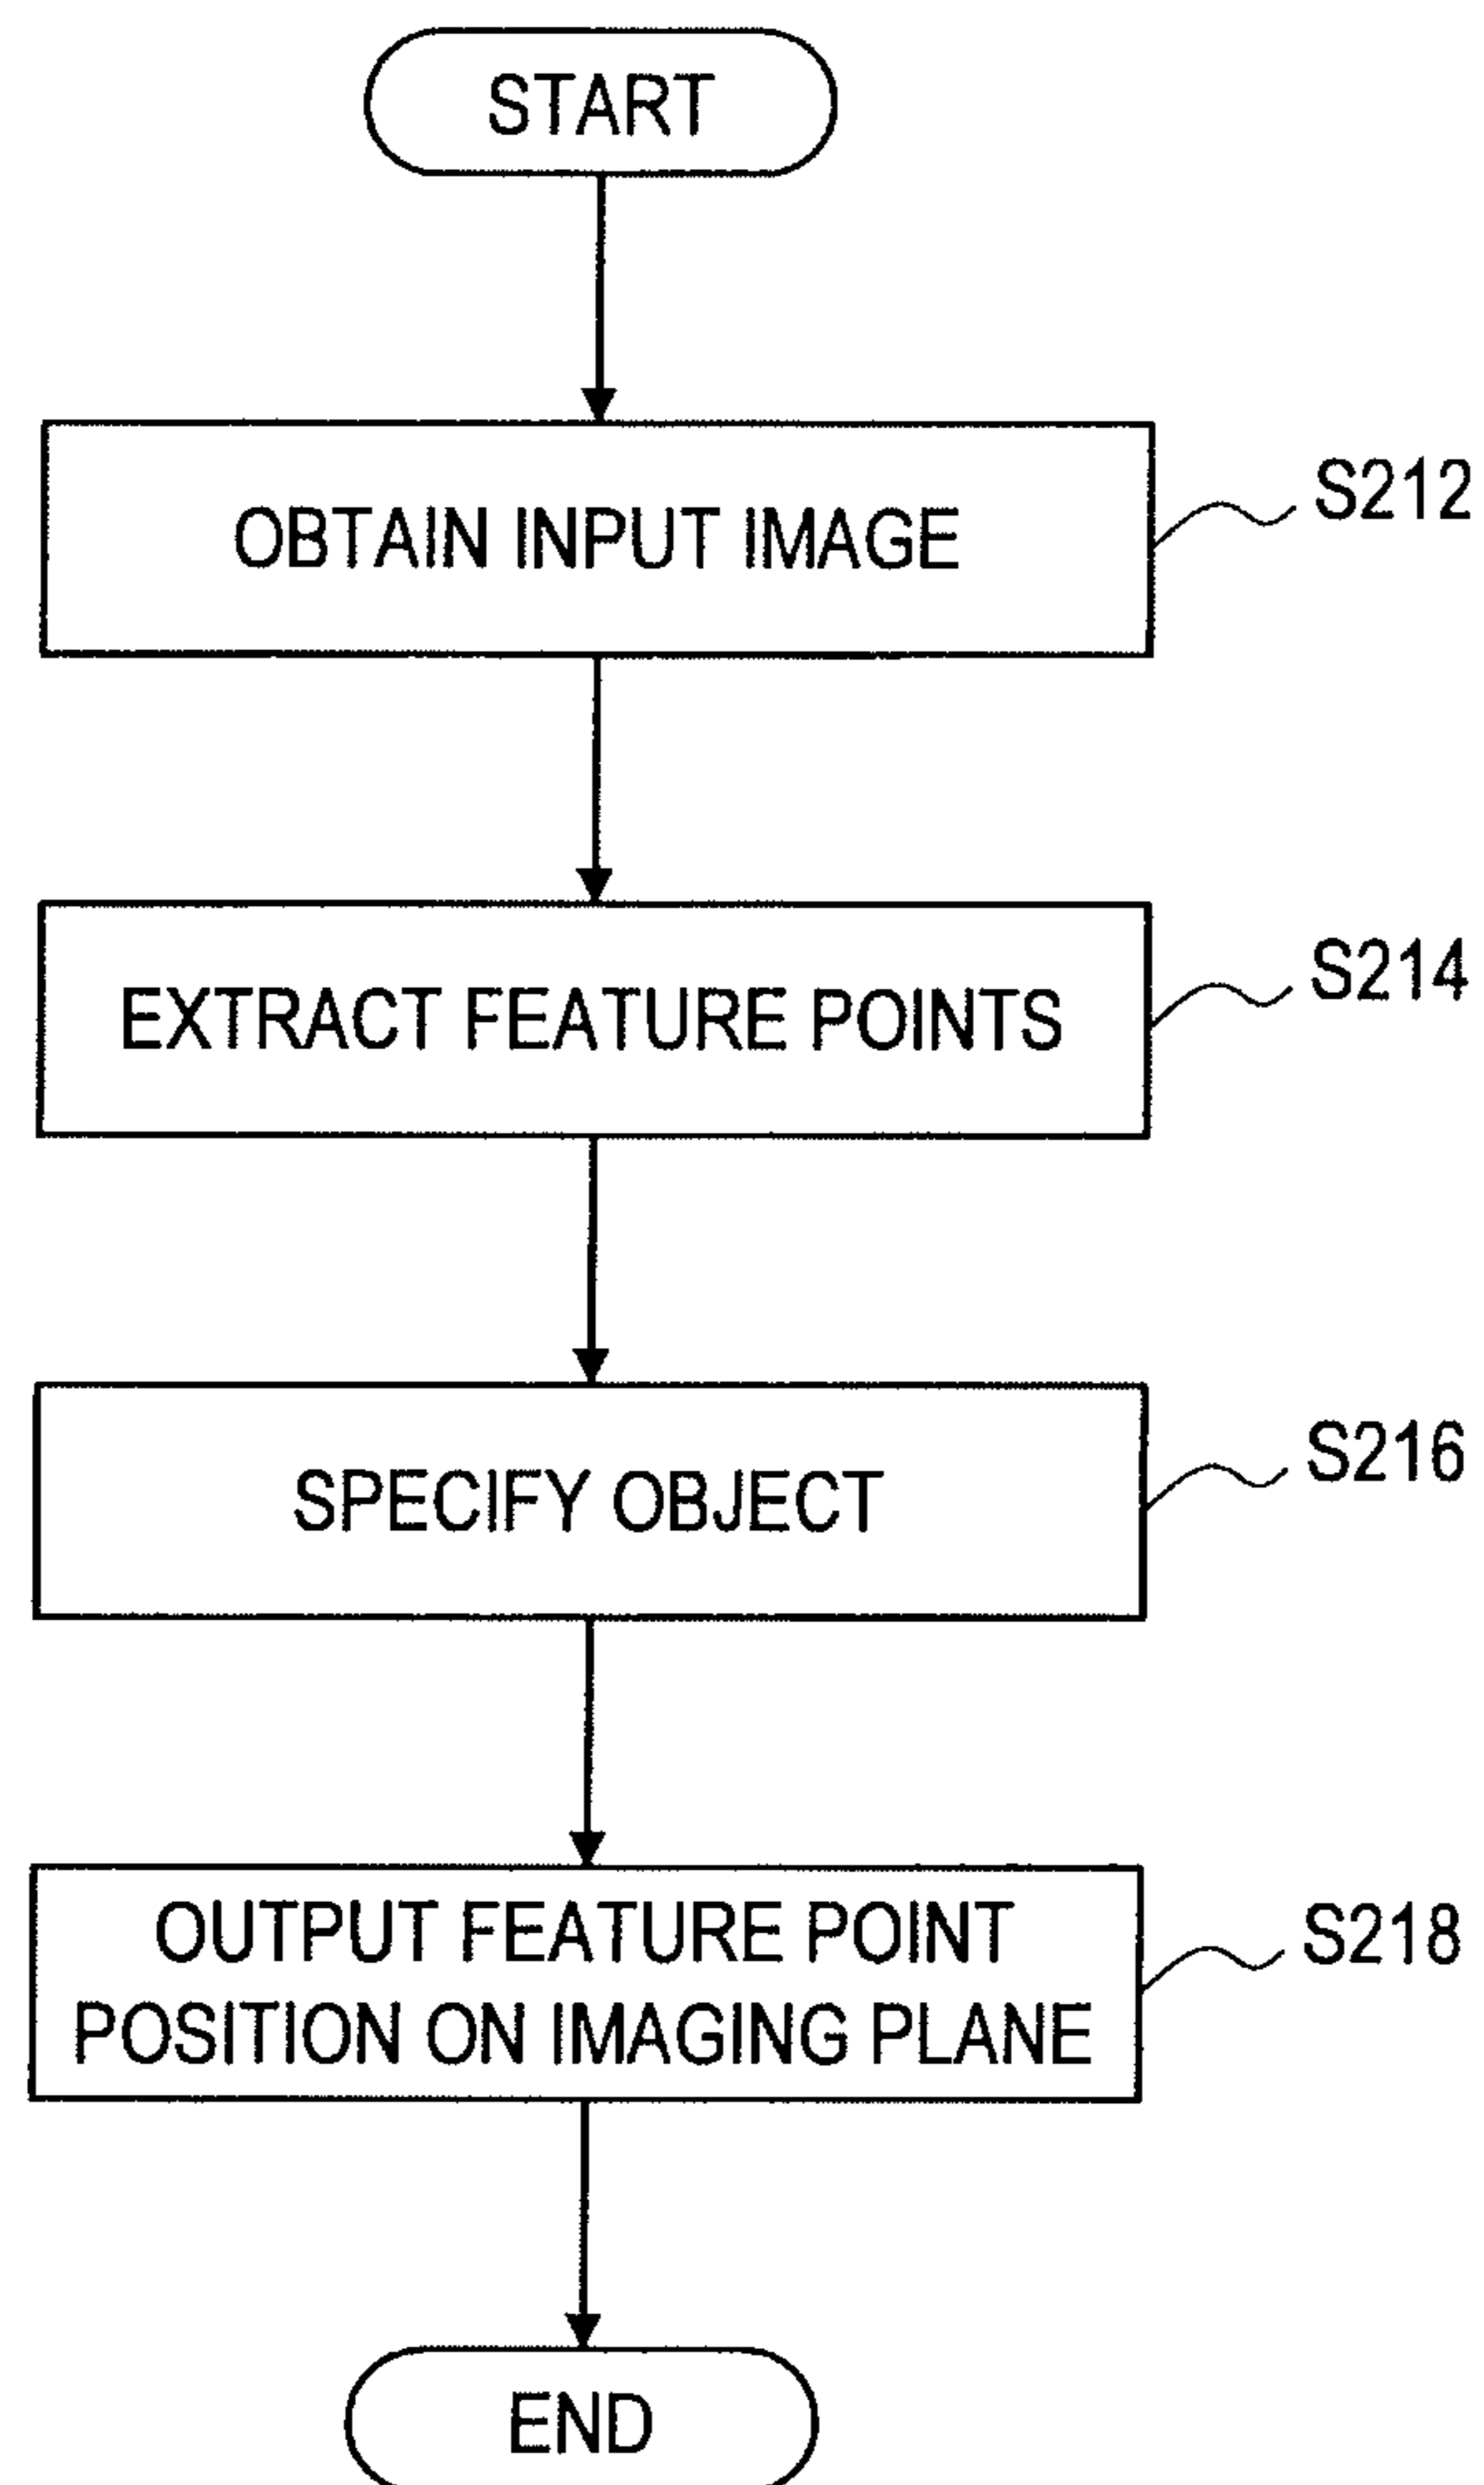 START
OBTAIN INPUT IMAGE
S212
EXTRACT FEATURE POINTS
S214
SPECIFY OBJECT
S216
OUTPUT FEATURE POINT
POSITION ON IMAGING PLANE
S218
END